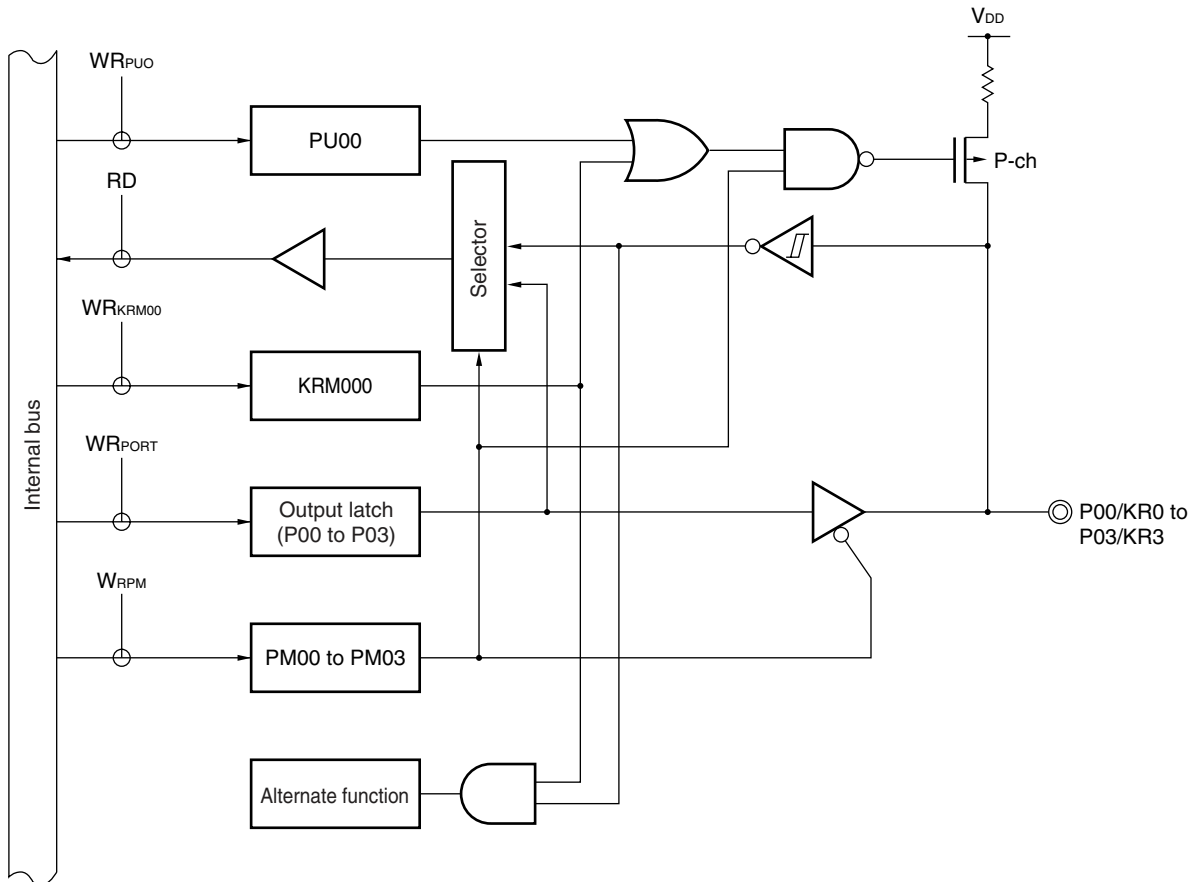 VDD
WRPUO
PU00
P-ch
RD
Selector
WRKRM00
KRM000
Internal bus
WRPORT
Output latch
(P00 to P03)
P00/KR0 to
P03/KR3
WRPM
PM00 to PM03
Alternate function